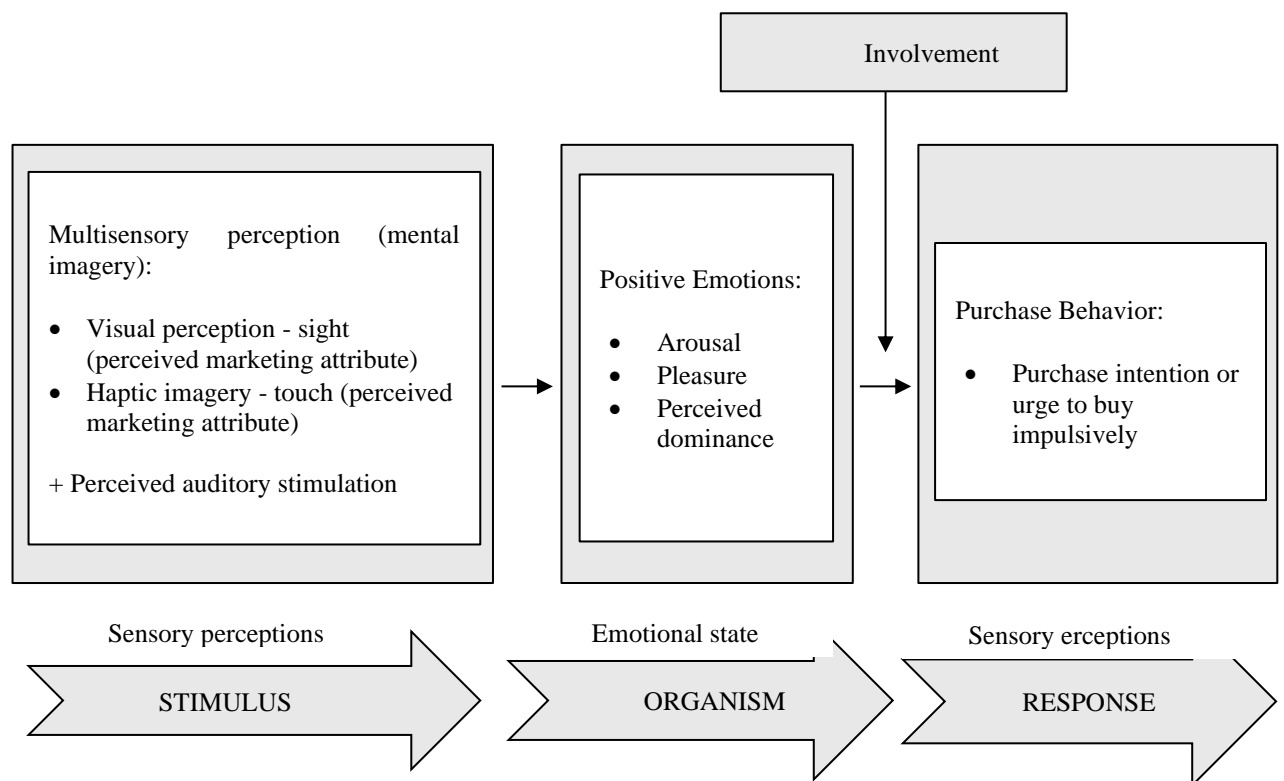 Involvement
Multisensory perception (mental
imagery):
• Visual perception - sight
(perceived marketing attribute)
• Haptic imagery - touch (perceived
marketing attribute)
+ Perceived auditory stimulation
Positive Emotions:
• Arousal
• Pleasure
• Perceived
dominance
Purchase Behavior:
• Purchase intention or
urge to buy
impulsively
Sensory perceptions
Emotional state
Sensory erceptions
STIMULUS
ORGANISM
RESPONSE